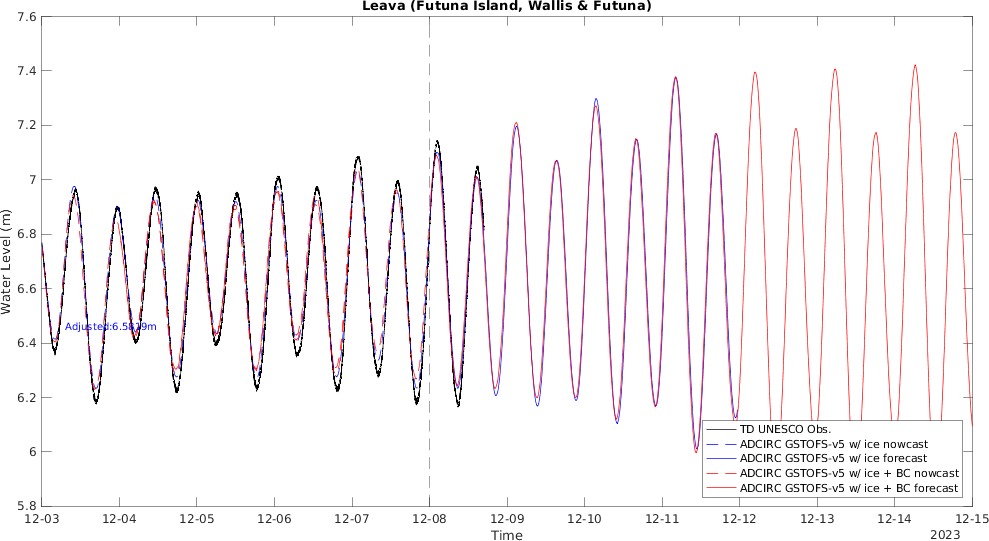 Leava (Futuna Island, Wallis & Futuna)
7.6
7.4
7.2
7
6.8
6.6
6.4
6.2
6
5.8
Water Level (m)
Adjusted:6.5819m
TD UNESCO Obs.
ADCIRC GSTOFS-v5 w/ ice nowcast
ADCIRC GSTOFS-v5 w/ ice forecast
ADCIRC GSTOFS-v5 w/ ice + BC nowcast
ADCIRC GSTOFS-v5 w/ ice + BC forecast
12-03 12-04 12-05 12-06 12-07 12-08 12-09 12-10 12-11 12-12 12-13 12-14 12-15
Time
2023